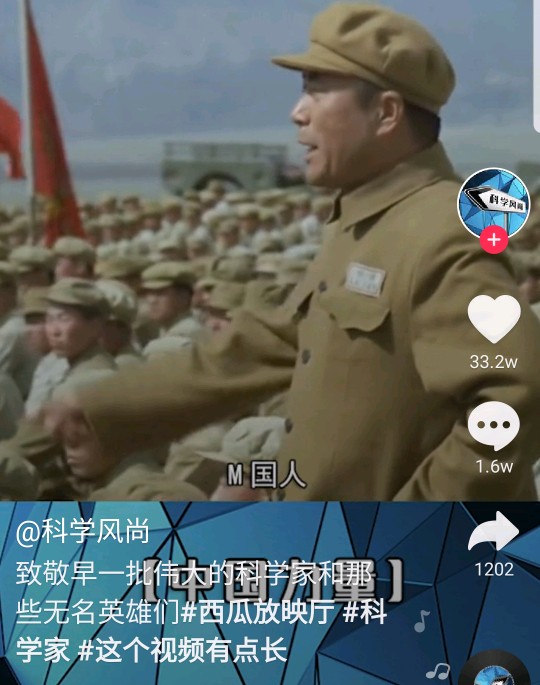 科学风尚
33.2w
1.6w
M国人
@科学风尚
1202
【中国力量】
致敬早一批伟大的科学家和那
些无名英雄们#西瓜放映厅 #科
学家 #这个视频有点长